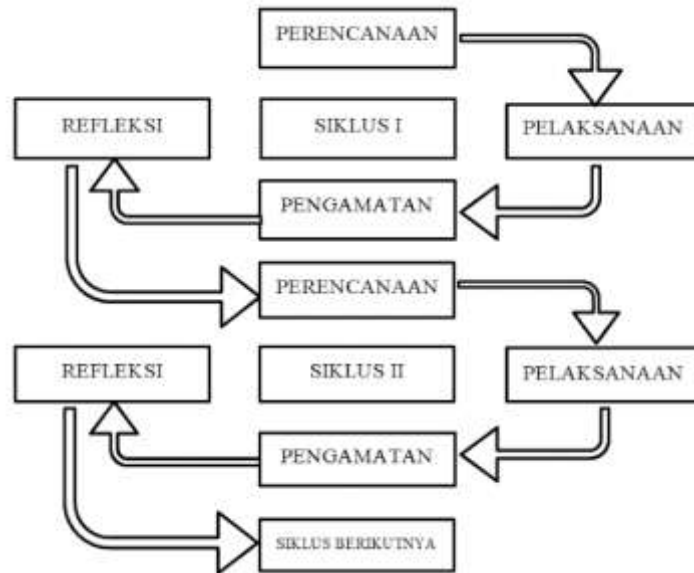 PERENCANAAN
REFLEKSI
SIKLUS I
PELAKSANAAN
PENGAMATAN
PERENCANAAN
REFLEKSI
SIKLUS II
PELAKSANAAN
PENGAMATAN
SIKLUS BERIKUTNYA